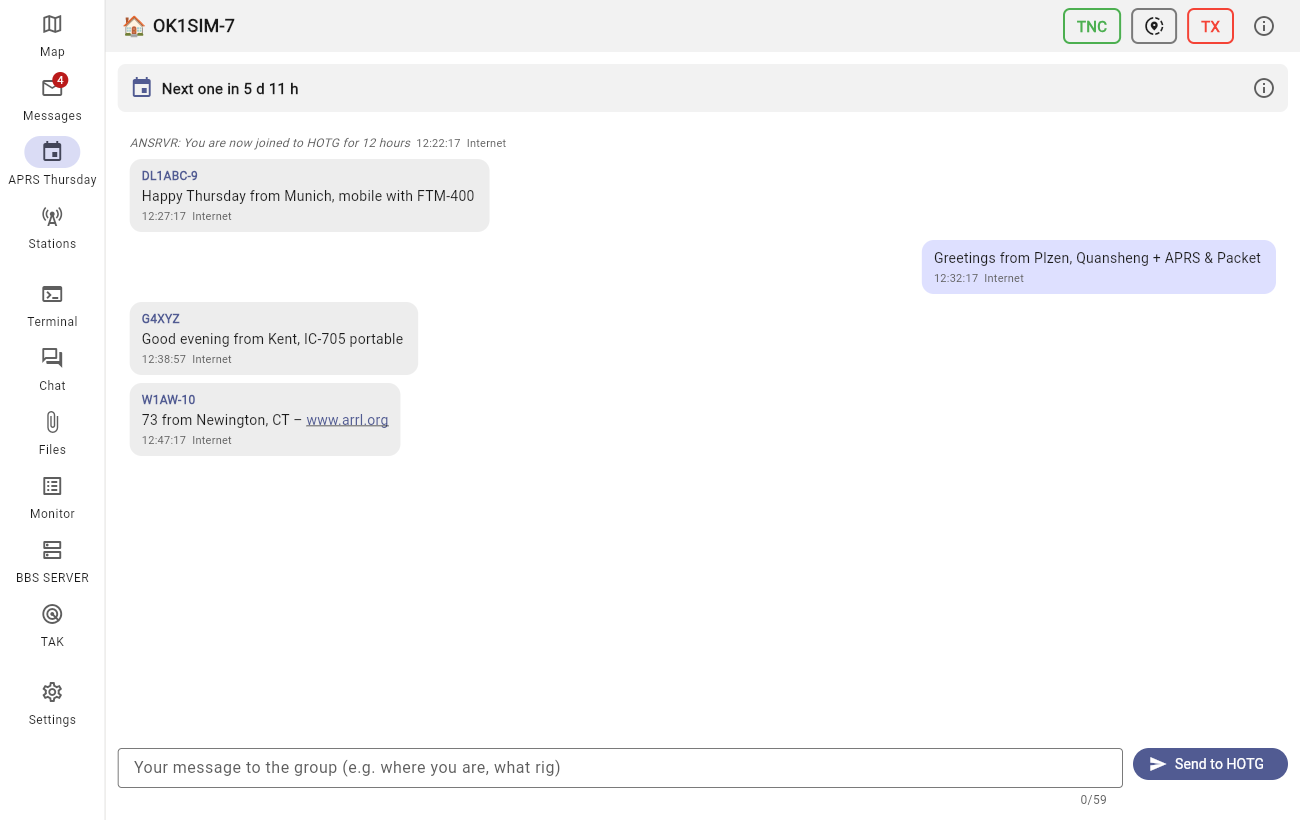 Map
4
Messages
APRS Thursday
Stations
Terminal
Chat
Files
Monitor
BBS SERVER
TAK
Settings
OK1SIM-7
TNC
TX
Next one in 5 d 11 h
ANSRVR: You are now joined to HOTG for 12 hours 12:22:17 Internet
DL1ABC-9
Happy Thursday from Munich, mobile with FTM-400
12:27:17 Internet
Greetings from Plzen, Quansheng + APRS & Packet
12:32:17 Internet
G4XYZ
Good evening from Kent, IC-705 portable
12:38:57 Internet
W1AW-10
73 from Newington, CT – www.arrl.org
12:47:17 Internet
Your message to the group (e.g. where you are, what rig)
Send to HOTG
0/59